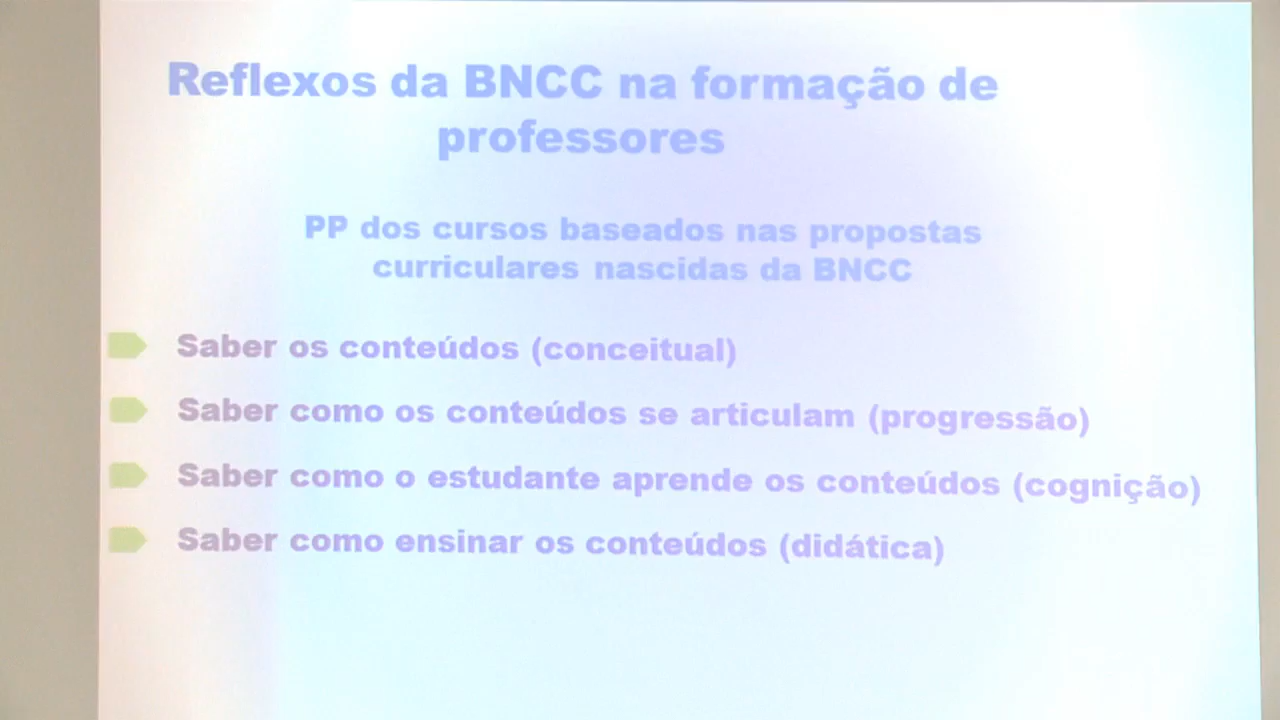 Reflexos da BNCC na formação de
professores
PP dos cursos baseados nas propostas
curriculares nascidas da BNCC
Saber os conteúdos (conceitual)
Saber como os conteúdos se articulam (progressão)
Saber como o estudante aprende os conteúdos (cognição)
Saber como ensinar os conteúdos (didática)